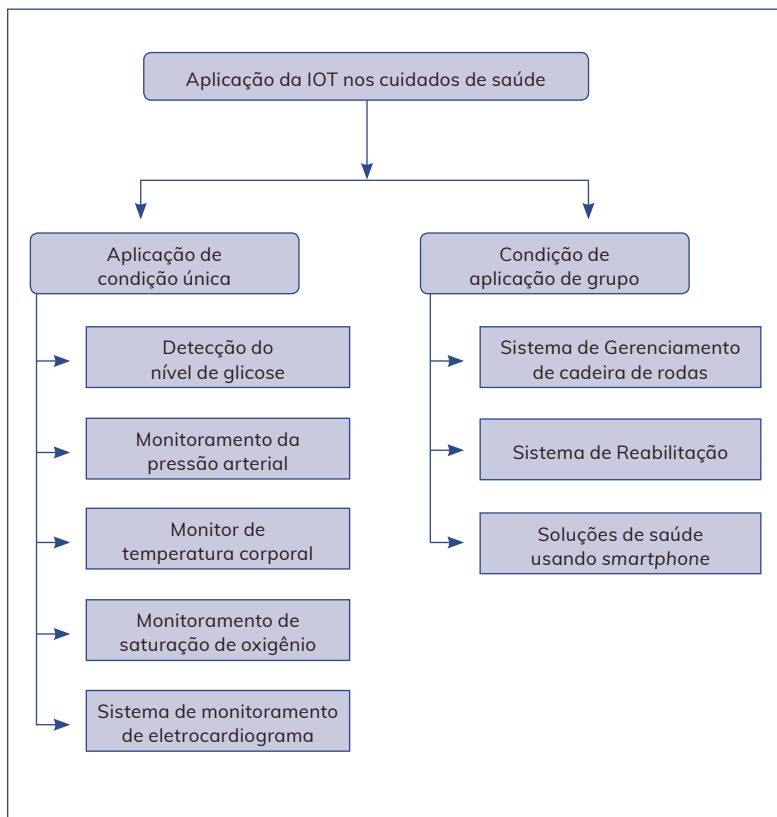 Aplicação da IOT nos cuidados de saúde
Aplicação de
condição única
Detecção do
nível de glicose
Monitoramento da
pressão arterial
Monitor de
temperatura corporal
Monitoramento de
saturação de oxigênio
Sistema de monitoramento
de eletrocardiograma
Condição de
aplicação de grupo
Sistema de Gerenciamento
de cadeira de rodas
Sistema de Reabilitação
Soluções de saúde
usando smartphone